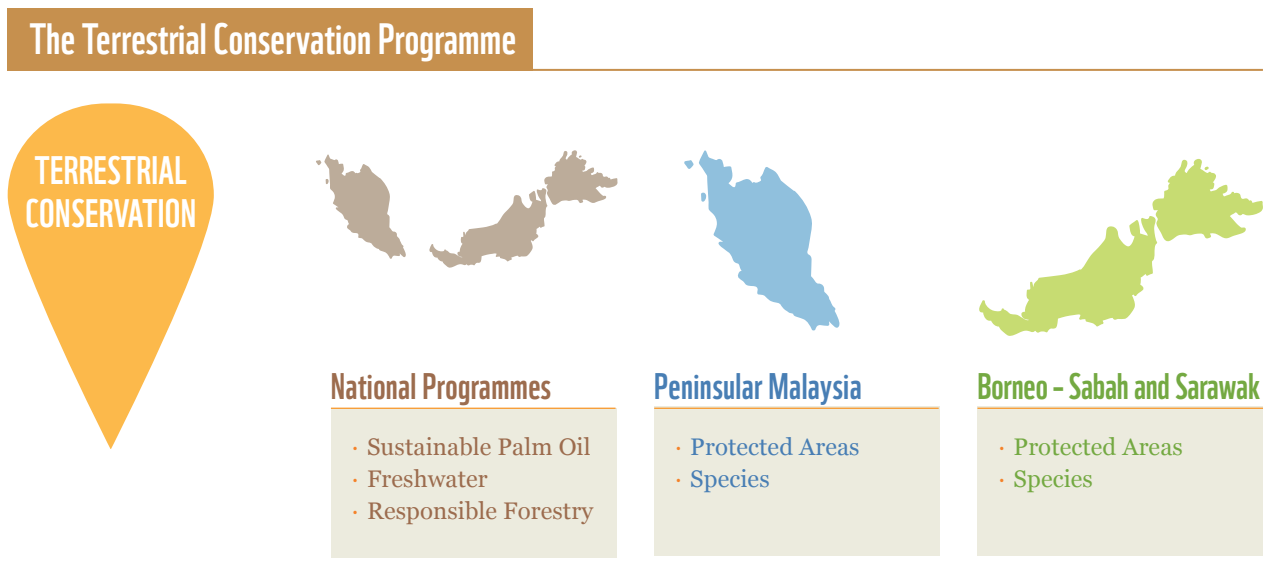 The Terrestrial Conservation Programme
TERRESTRIAL
CONSERVATION
National Programmes
· Sustainable Palm Oil
· Freshwater
· Responsible Forestry
Peninsular Malaysia
· Protected Areas
· Species
Borneo – Sabah and Sarawak
· Protected Areas
· Species